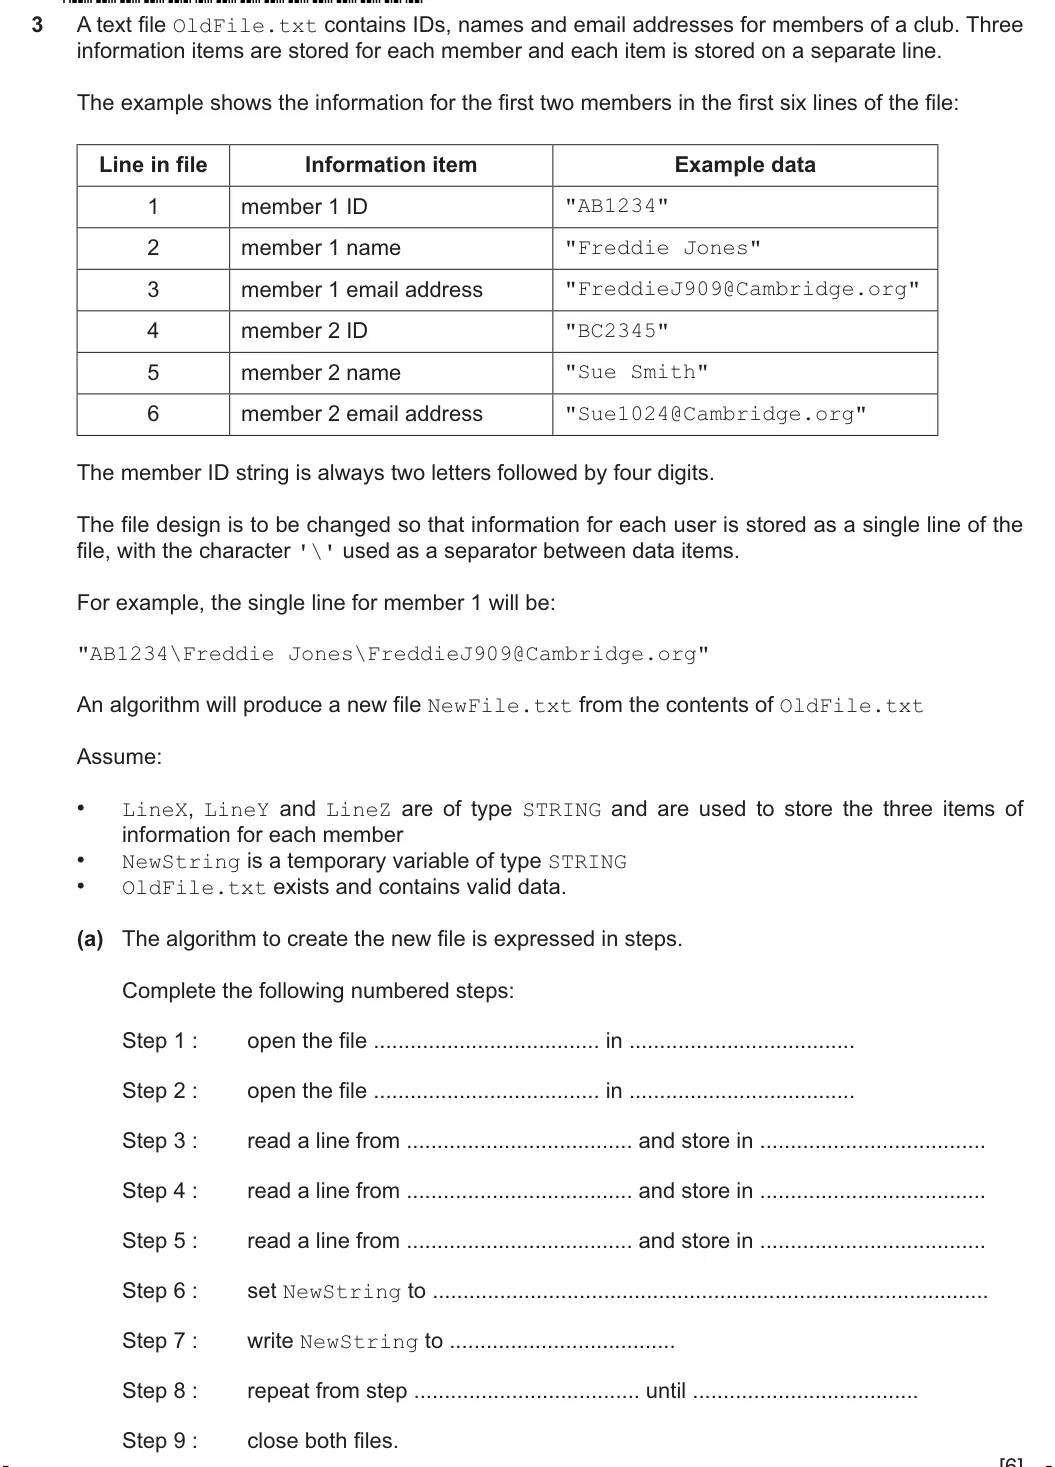 3 A text file OldFile.txt contains IDs, names and email addresses for members of a club. Three
information items are stored for each member and each item is stored on a separate line.
The example shows the information for the first two members in the first six lines of the file:
Line in file Information item Example data
1 member 1 ID "AB1234"
2 member 1 name "Freddie Jones"
3 member 1 email address "FreddieJ909@Cambridge.org"
4 member 2 ID "BC2345"
5 member 2 name "Sue Smith"
6 member 2 email address "Sue1024@Cambridge.org"
The member ID string is always two letters followed by four digits.
The file design is to be changed so that information for each user is stored as a single line of the
file, with the character '\' used as a separator between data items.
For example, the single line for member 1 will be:
"AB1234\Freddie Jones\FreddieJ909@Cambridge.org"
An algorithm will produce a new file NewFile.txt from the contents of OldFile.txt
Assume:
• LineX, LineY and LineZ are of type STRING and are used to store the three items of
information for each member
• NewString is a temporary variable of type STRING
• OldFile.txt exists and contains valid data.
(a) The algorithm to create the new file is expressed in steps.
Complete the following numbered steps:
Step 1 : open the file ..................................... in .....................................
Step 2 : open the file ..................................... in .....................................
Step 3 : read a line from ..................................... and store in .....................................
Step 4 : read a line from ..................................... and store in .....................................
Step 5 : read a line from ..................................... and store in .....................................
Step 6 : set NewString to ...........................................................................................
Step 7 : write NewString to .....................................
Step 8 : repeat from step ..................................... until .....................................
Step 9 : close both files.
[6]